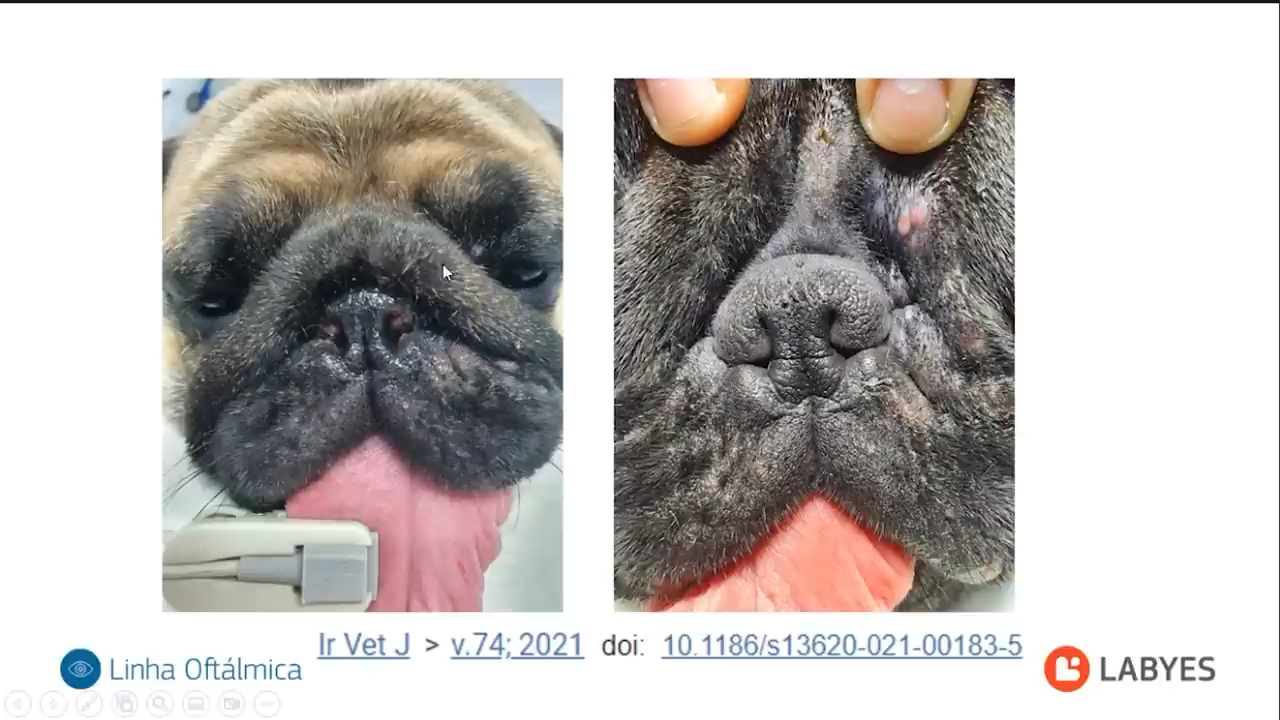 Ir Vet J > v.74; 2021 doi: 10.1186/s13620-021-00183-5
Linha Oftálmica
LABYES